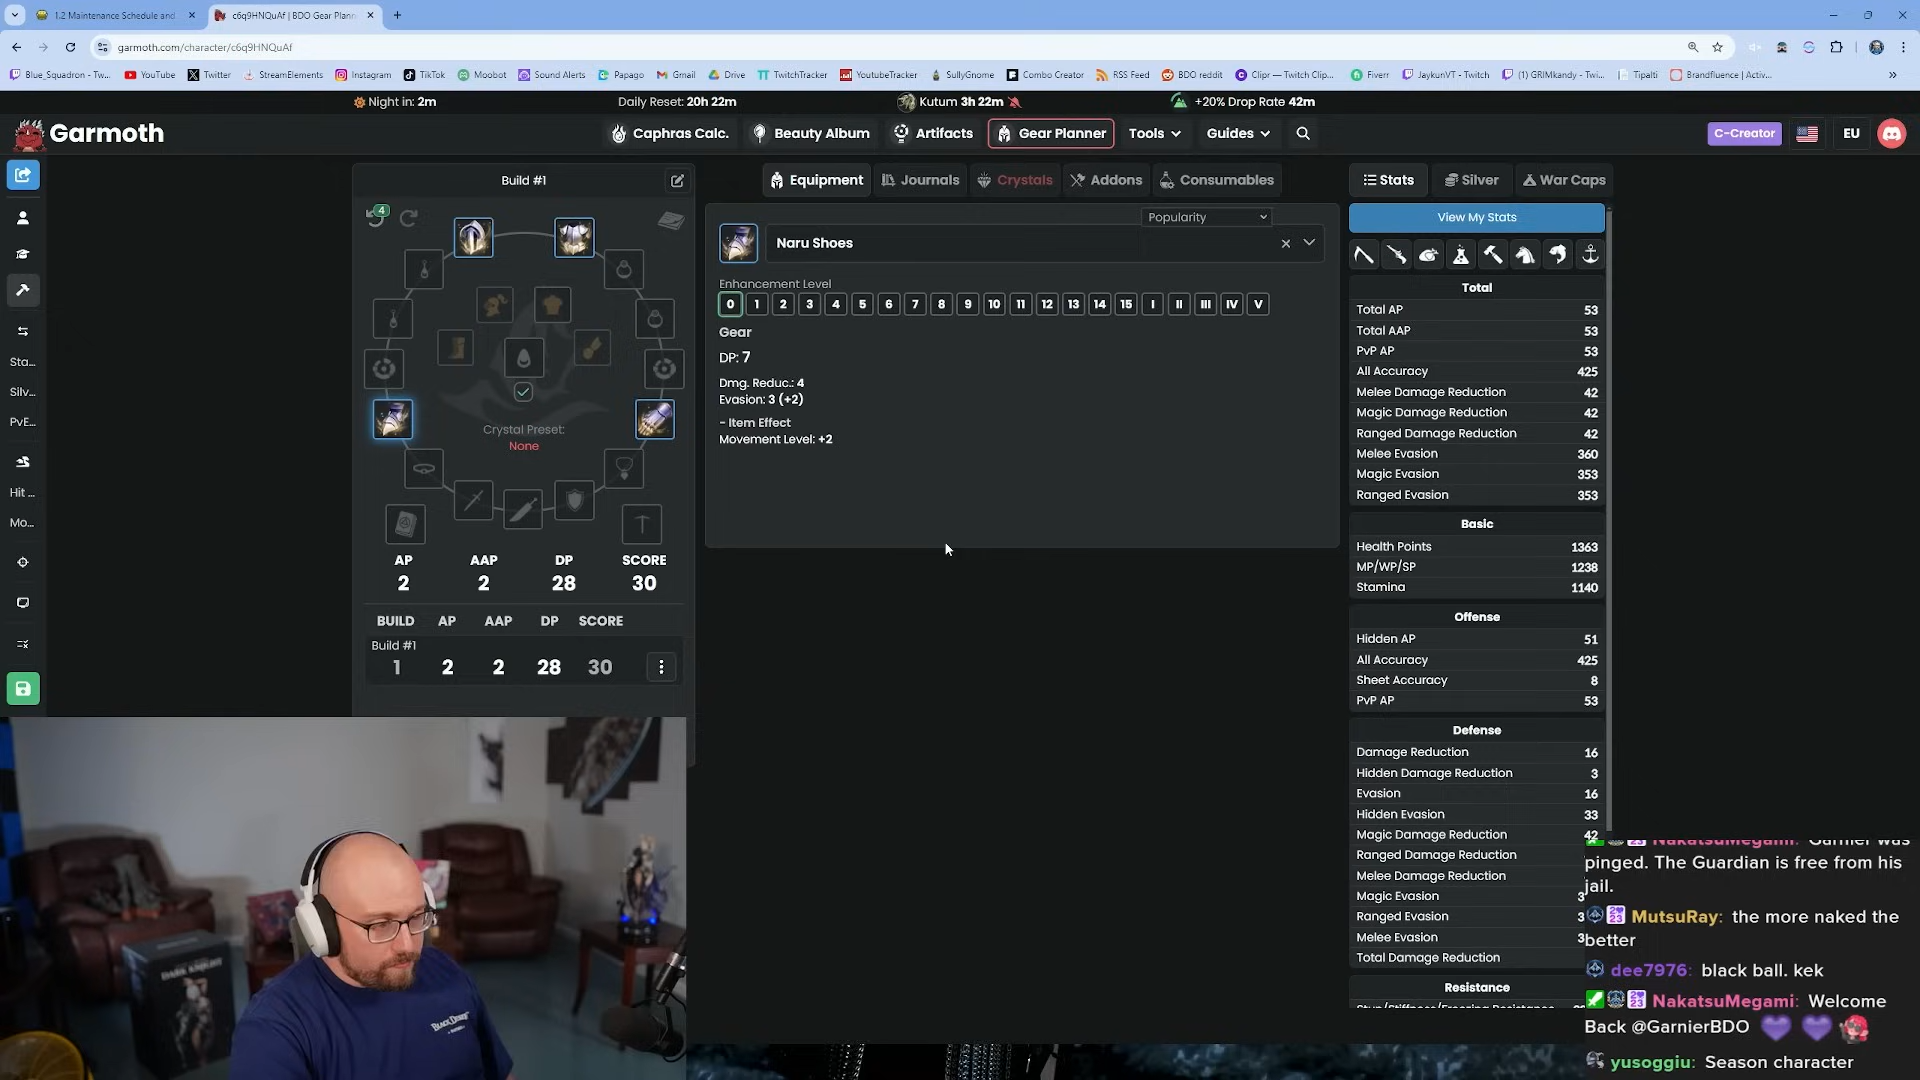 1.2 Maintenance Schedule and
c6q9HNQuAf | BDO Gear Plann
garmoth.com/character/c6q9HNQuAf
Blue_Squadron - Tw...
YouTube
Twitter
StreamElements
Instagram
TikTok
Moobot
Sound Alerts
Papago
Gmail
Drive
TwitchTracker
YoutubeTracker
SullyGnome
Combo Creator
RSS Feed
BDO reddit
Clipr — Twitch Clip...
Fiverr
JaykunVT - Twitch
(1) GRIMkandy - Twi...
Tipalti
Brandfluence | Activ...
Night in: 2m
Daily Reset: 20h 22m
Kutum 3h 22m
+20% Drop Rate 42m
Garmoth
Caphras Calc.
Beauty Album
Artifacts
Gear Planner
Tools
Guides
C-Creator
EU
Sta...
Silv...
PvE...
Hit ...
Mo...
Build #1
4
Crystal Preset:
None
AP AAP DP SCORE
2 2 28 30
BUILD AP AAP DP SCORE
Build #1
1 2 2 28 30
Equipment
Journals
Crystals
Addons
Consumables
Popularity
Naru Shoes
Enhancement Level
0 1 2 3 4 5 6 7 8 9 10 11 12 13 14 15 I II III IV V
Gear
DP: 7
Dmg. Reduc.: 4
Evasion: 3 (+2)
- Item Effect
Movement Level: +2
Stats
Silver
War Caps
View My Stats
Total
Total AP 53
Total AAP 53
PvP AP 53
All Accuracy 425
Melee Damage Reduction 42
Magic Damage Reduction 42
Ranged Damage Reduction 42
Melee Evasion 360
Magic Evasion 353
Ranged Evasion 353
Basic
Health Points 1363
MP/WP/SP 1238
Stamina 1140
Offense
Hidden AP 51
All Accuracy 425
Sheet Accuracy 8
PvP AP 53
Defense
Damage Reduction 16
Hidden Damage Reduction 3
Evasion 16
Hidden Evasion 33
Magic Damage Reduction 42
Ranged Damage Reduction
Melee Damage Reduction
Magic Evasion 3
Ranged Evasion 3
Melee Evasion 3
Total Damage Reduction
Resistance
Stun/Stiffness/Freezing Resistance
NakatsuMegami: Garnier was
pinged. The Guardian is free from his
jail.
MutsuRay: the more naked the
better
dee7976: black ball. kek
NakatsuMegami: Welcome
Back @GarnierBDO
yusoggiu: Season character
BLACK DESERT